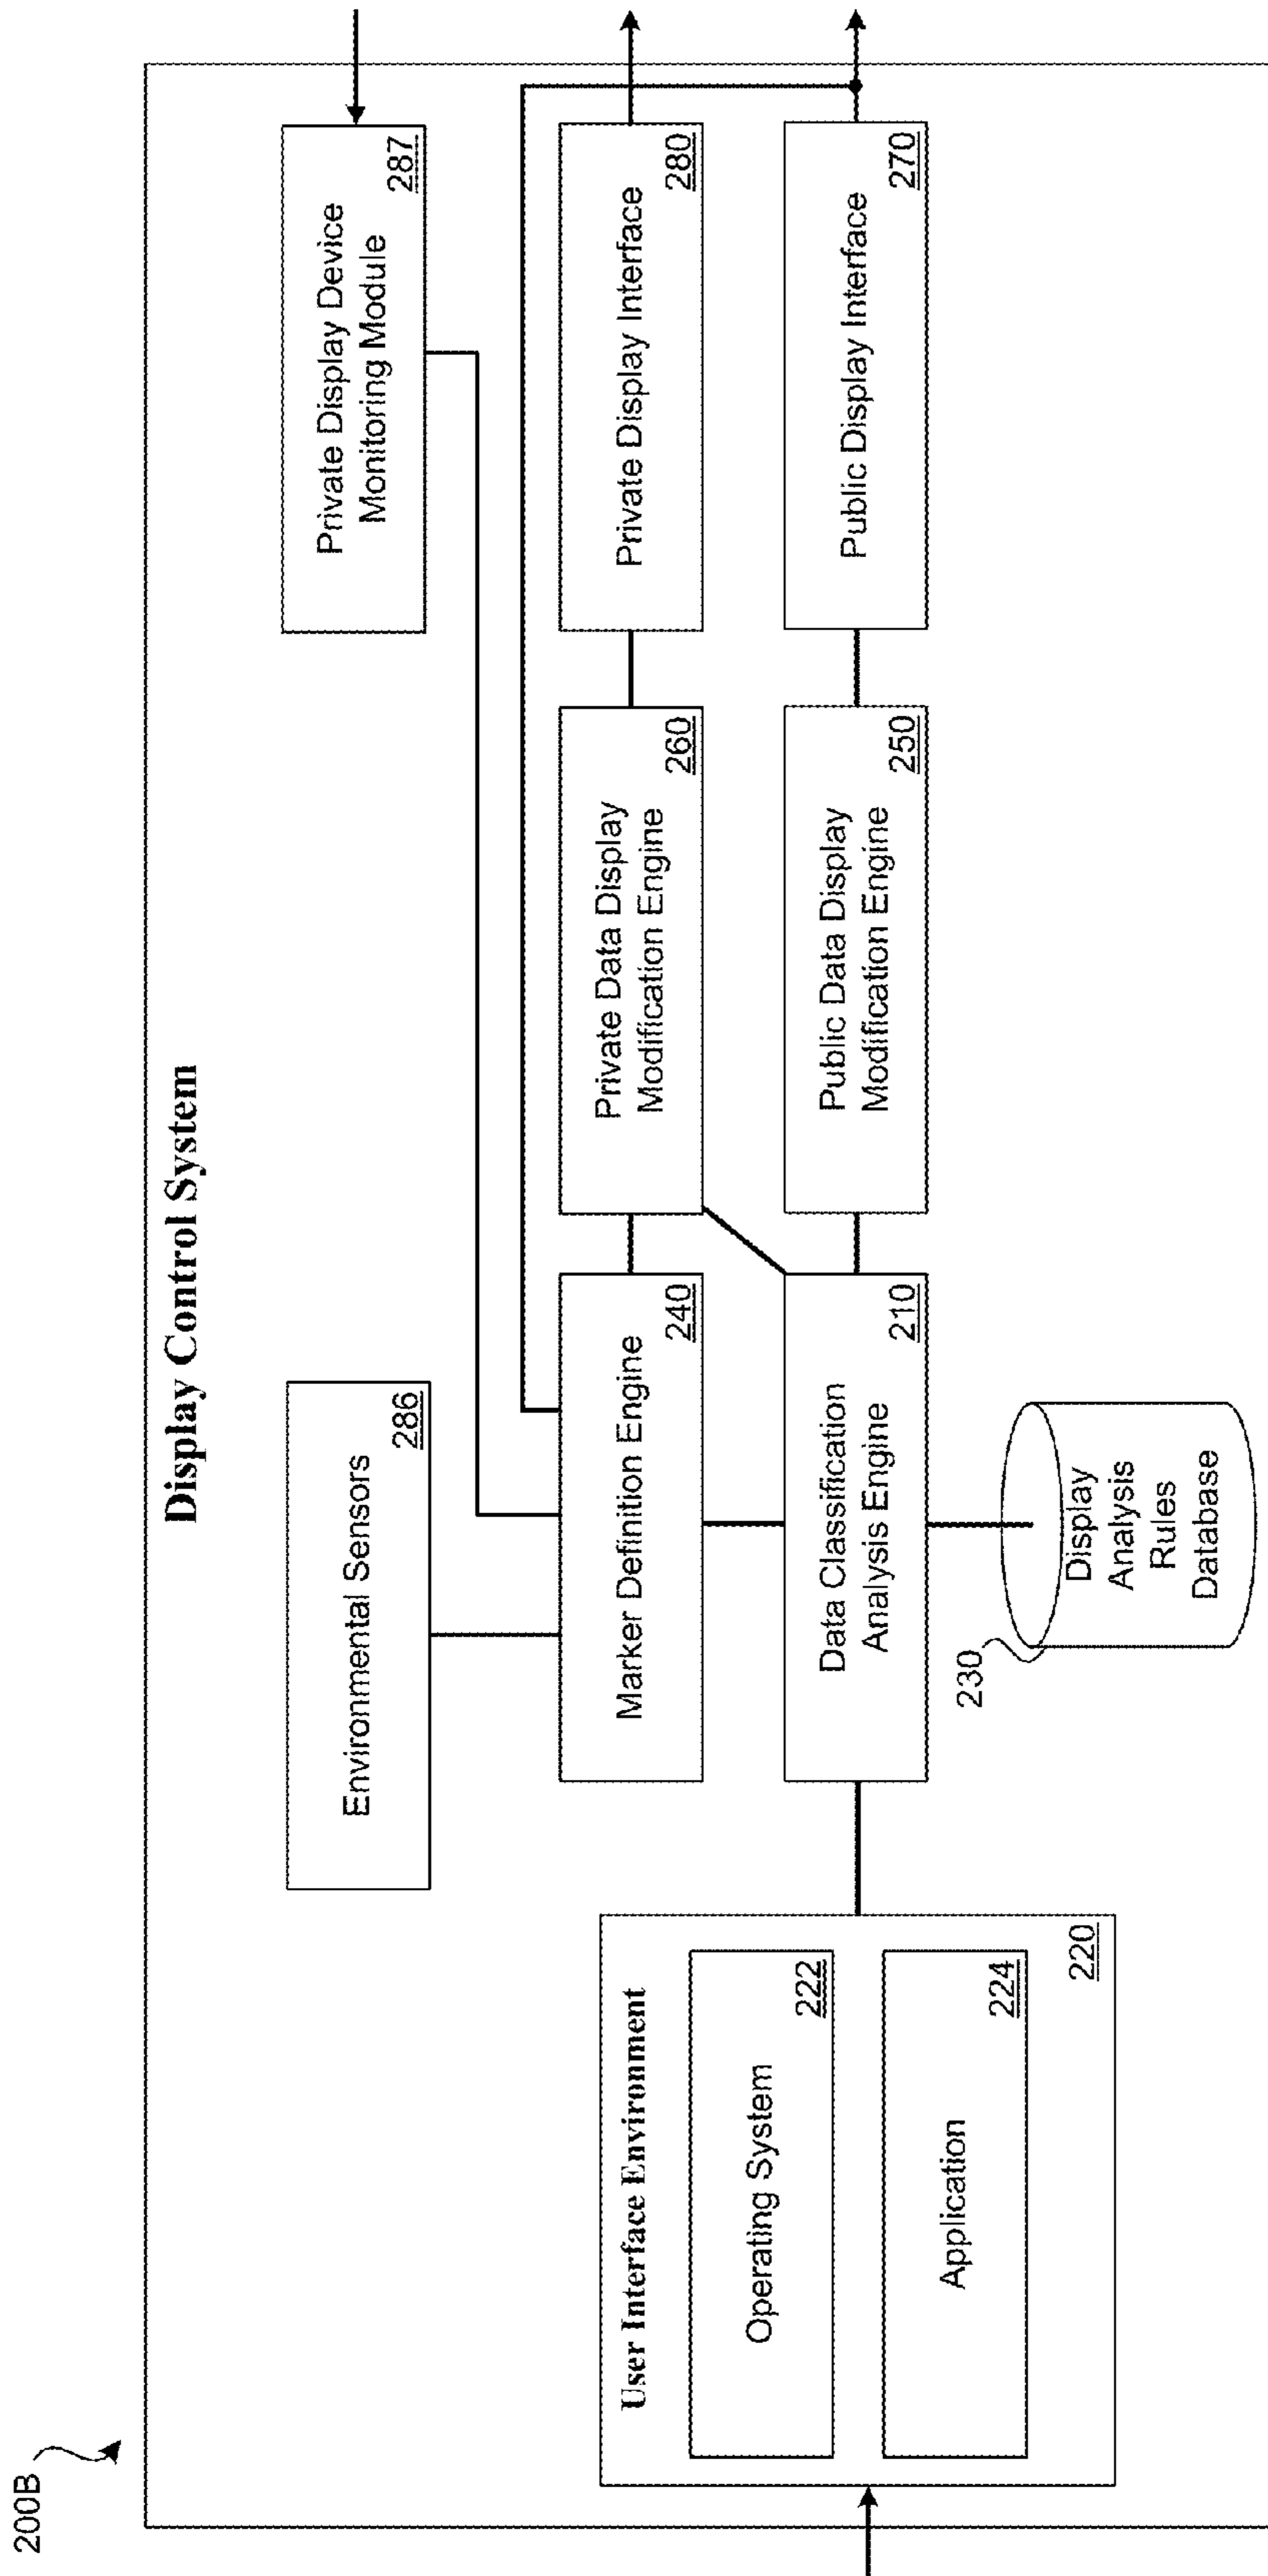 200B
Display Control System
Environmental Sensors
286
Private Display Device
Monitoring Module
287
Marker Definition Engine
240
Private Data Display
Modification Engine
260
Private Display Interface
280
User Interface Environment
Operating System
222
Application
224
220
Data Classification
Analysis Engine
210
Public Data Display
Modification Engine
250
Public Display Interface
270
230
Display
Analysis
Rules
Database